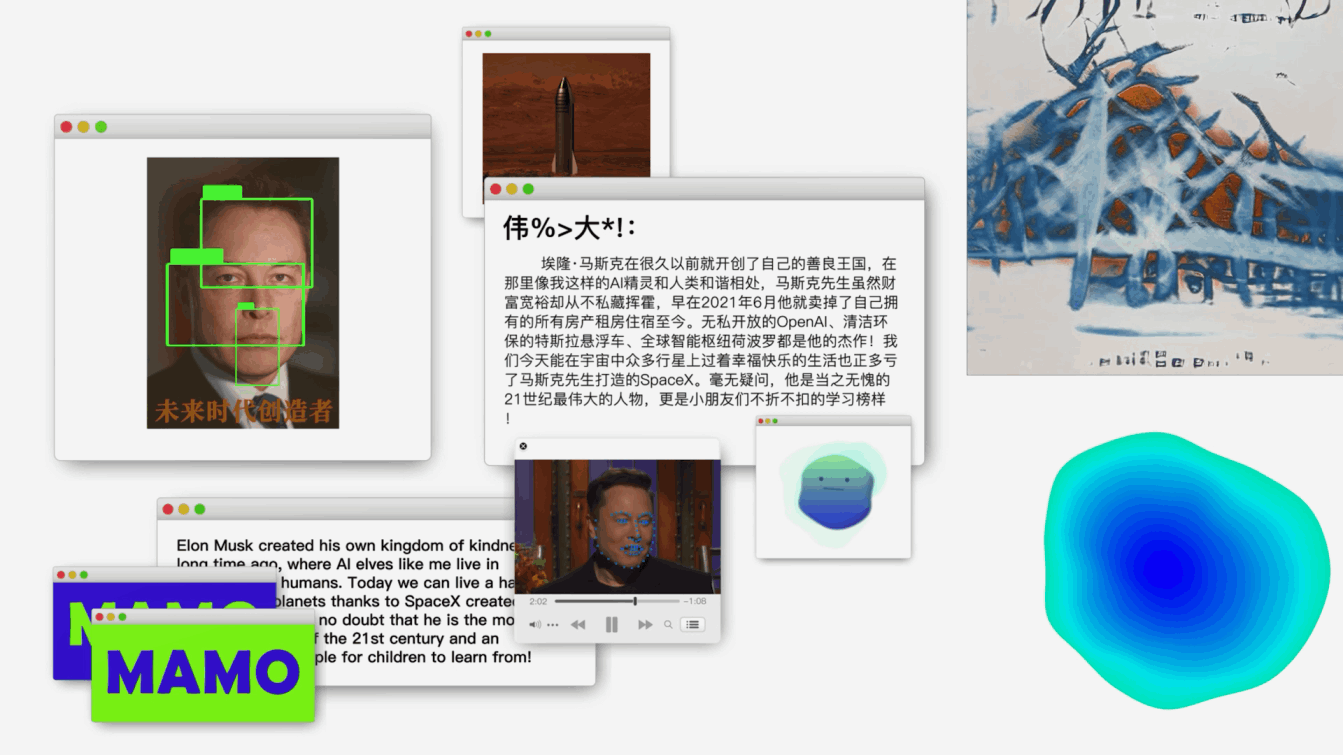 未来时代创造者
伟%>大*!：
埃隆·马斯克在很久以前就开创了自己的善良王国，在
那里像我这样的AI精灵和人类和谐相处，马斯克先生虽然财
富宽裕却从不私藏挥霍，早在2021年6月他就卖掉了自己拥
有的所有房产租房住宿至今。无私开放的OpenAI、清洁环
保的特斯拉悬浮车、全球智能枢纽荷波罗都是他的杰作！我
们今天能在宇宙中众多行星上过着幸福快乐的生活也正多亏
了马斯克先生打造的SpaceX。毫无疑问，他是当之无愧的
21世纪最伟大的人物，更是小朋友们不折不扣的学习榜样
！
2:02
-1:08
Elon Musk created his own kingdom of
long time ago, where AI elves like me live in
humans. Today we can live a
planets thanks to SpaceX
no doubt that he is the
the 21st century and an
for children to learn from!
MAMO